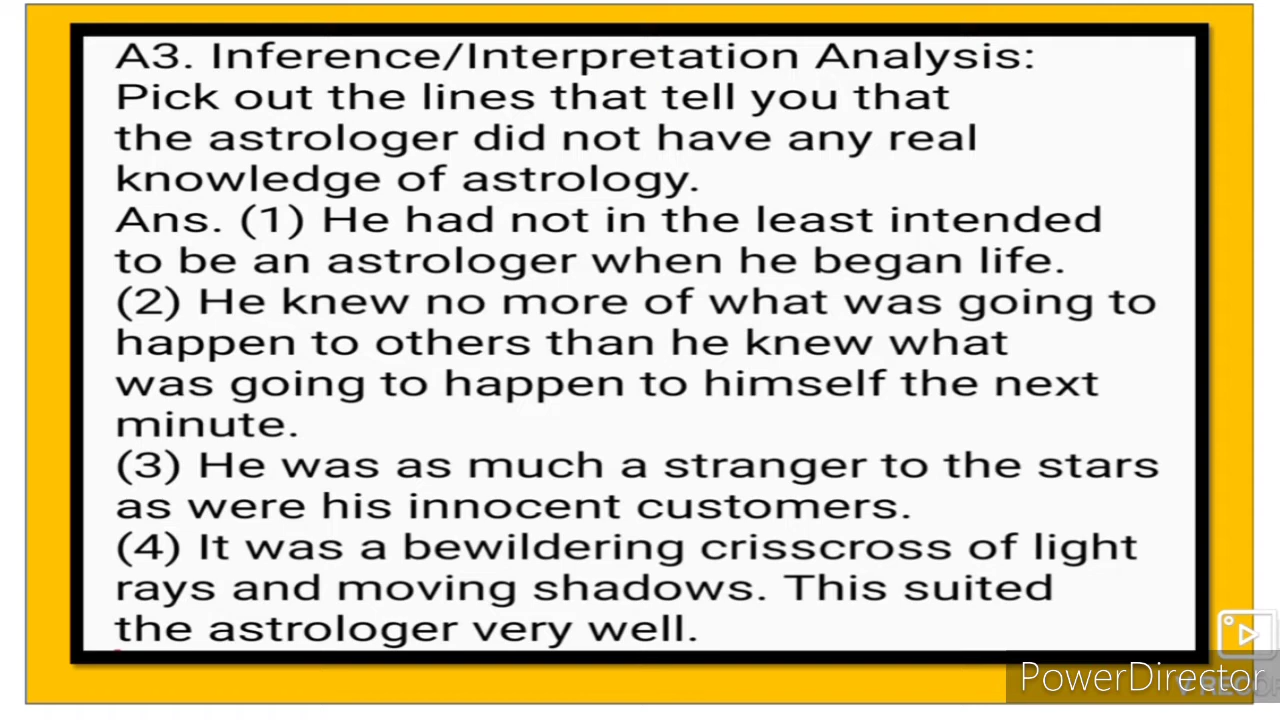 A3. Inference/Interpretation Analysis:
Pick out the lines that tell you that
the astrologer did not have any real
knowledge of astrology.
Ans. (1) He had not in the least intended
to be an astrologer when he began life.
(2) He knew no more of what was going to
happen to others than he knew what
was going to happen to himself the next
minute.
(3) He was as much a stranger to the stars
as were his innocent customers.
(4) It was a bewildering crisscross of light
rays and moving shadows. This suited
the astrologer very well.
PowerDirector